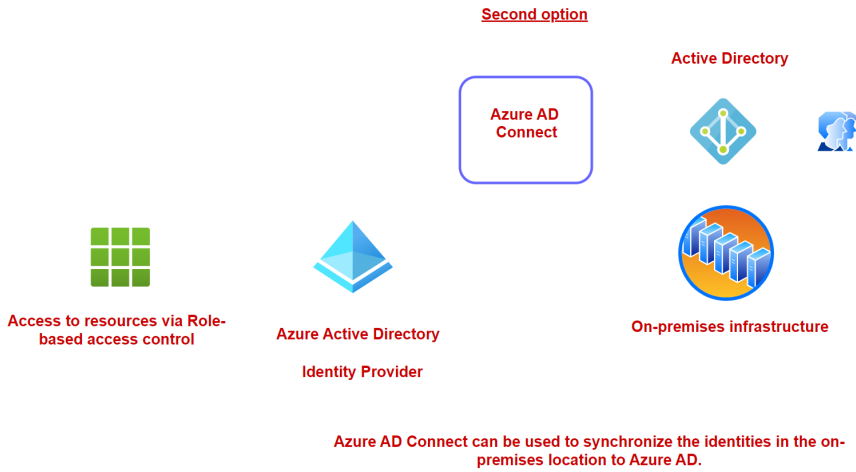 Second option
Active Directory
Azure AD
Connect
Access to resources via Role-
based access control
Azure Active Directory
Identity Provider
On-premises infrastructure
Azure AD Connect can be used to synchronize the identities in the on-
premises location to Azure AD.